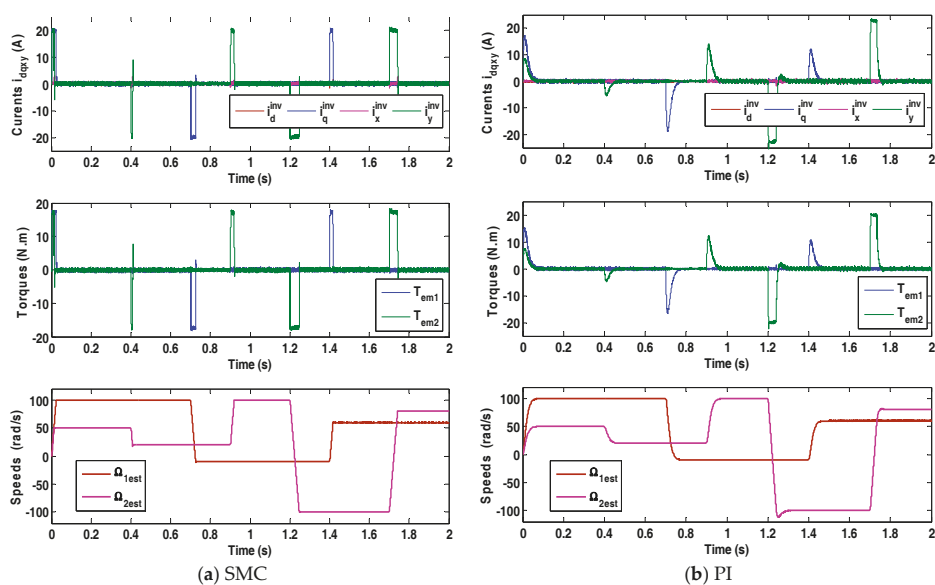 Curents i_dqxy (A)
20
10
0
-10
-20
i_d^inv i_q^inv i_x^inv i_y^inv
0 0.2 0.4 0.6 0.8 1 1.2 1.4 1.6 1.8 2
Time (s)
Torques (N.m)
20
10
0
-10
-20
T_em1
T_em2
0 0.2 0.4 0.6 0.8 1 1.2 1.4 1.6 1.8 2
Time (s)
Speeds (rad/s)
100
50
0
-50
-100
Ω_1est
Ω_2est
0 0.2 0.4 0.6 0.8 1 1.2 1.4 1.6 1.8 2
Time (s)
(a) SMC
Curents i_dqxy (A)
20
10
0
-10
-20
i_d^inv i_q^inv i_x^inv i_y^inv
0 0.2 0.4 0.6 0.8 1 1.2 1.4 1.6 1.8 2
Time (s)
Torques (N.m)
20
10
0
-10
-20
T_em1
T_em2
0 0.2 0.4 0.6 0.8 1 1.2 1.4 1.6 1.8 2
Time (s)
Speeds (rad/s)
100
50
0
-50
-100
Ω_1est
Ω_2est
0 0.2 0.4 0.6 0.8 1 1.2 1.4 1.6 1.8 2
Time (s)
(b) PI